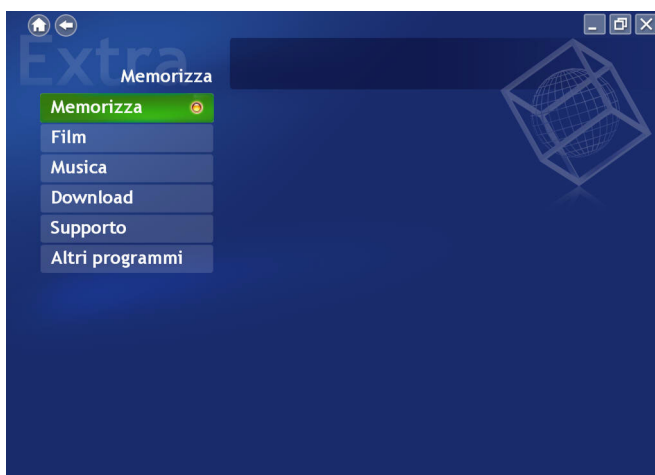 Extra
Memorizza
Memorizza
Film
Musica
Download
Supporto
Altri programmi